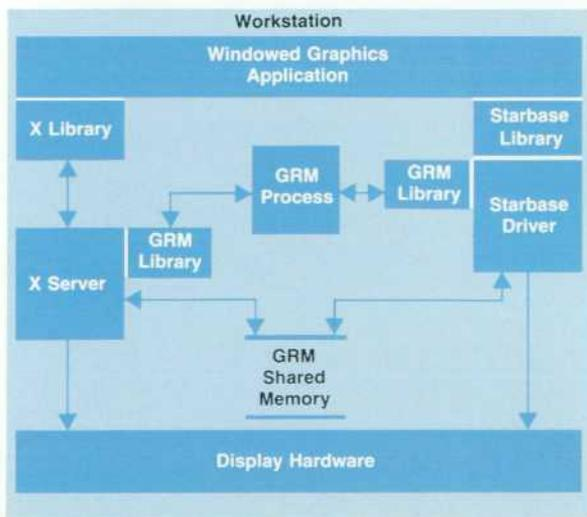 Workstation
Windowed Graphics
Application
X Library
Starbase
Library
GRM
Process
GRM
Library
Starbase
Driver
GRM
Library
X Server
GRM
Shared
Memory
Display Hardware